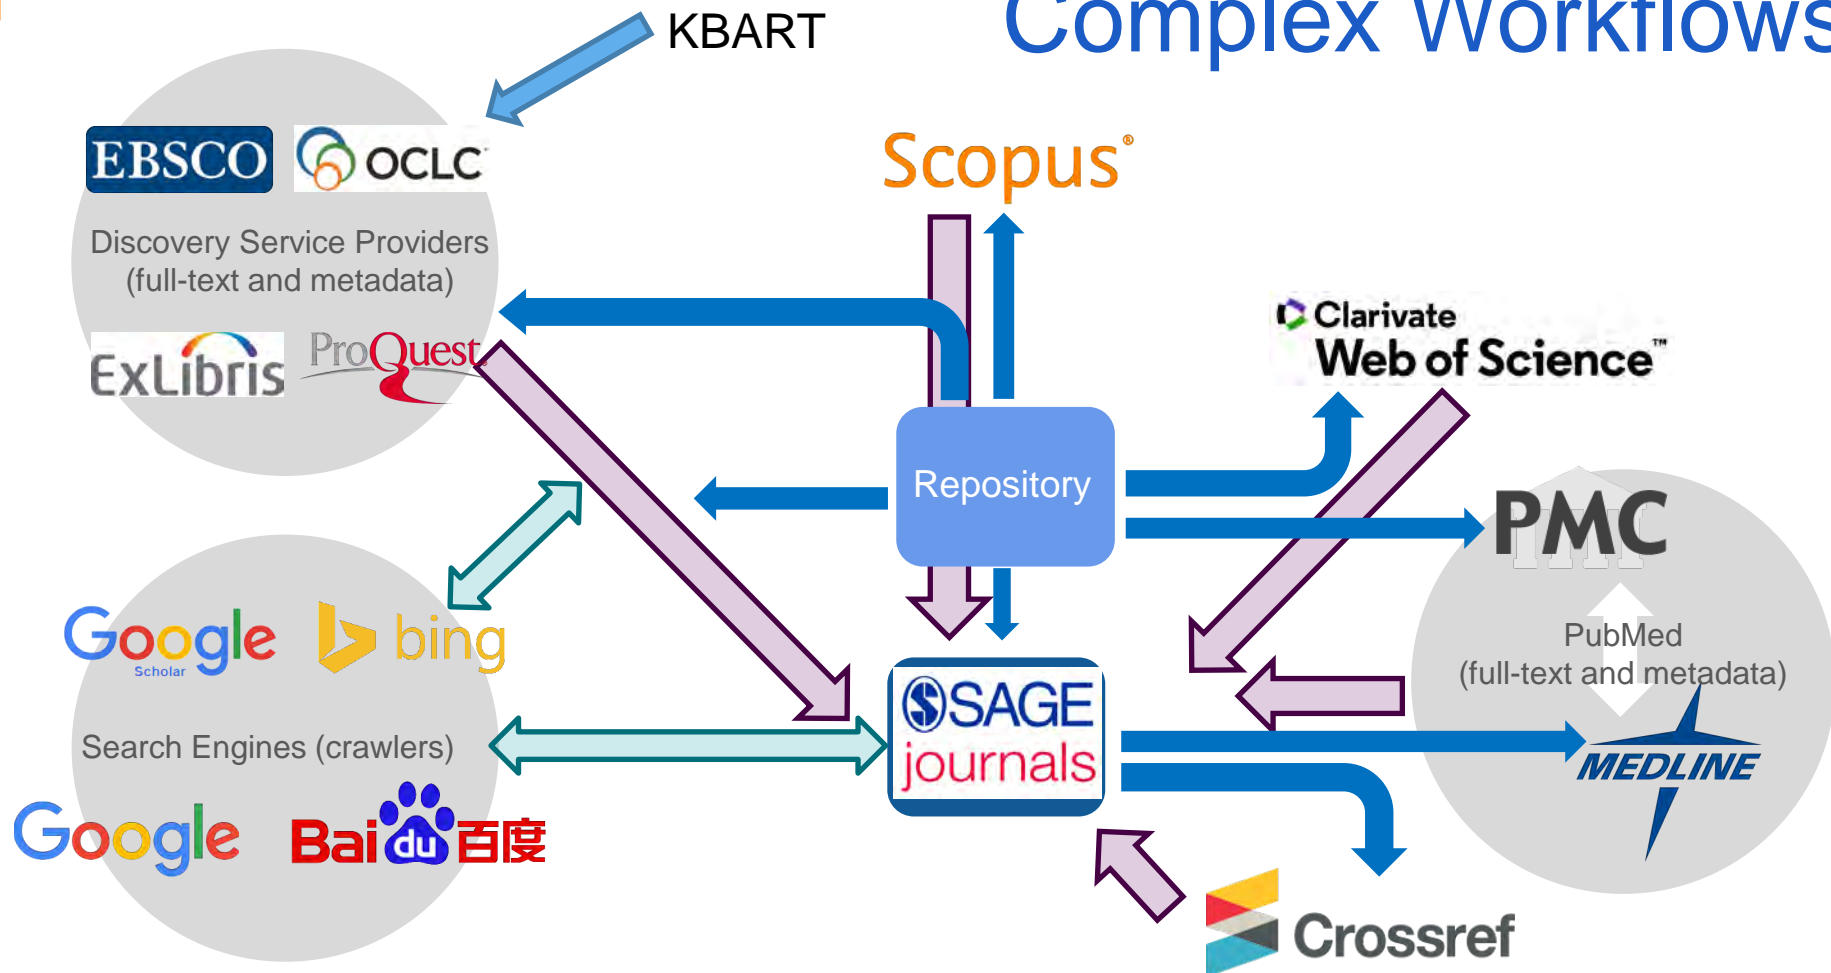 KBART
Complex Workflows
EBSCO
OCLC
Discovery Service Providers
(full-text and metadata)
ExLibris
ProQuest
Scopus®
Clarivate
Web of Science™
Repository
PMC
PubMed
(full-text and metadata)
MEDLINE
Google
Scholar
bing
Search Engines (crawlers)
Google
Bai du 百度
SAGE
journals
Crossref